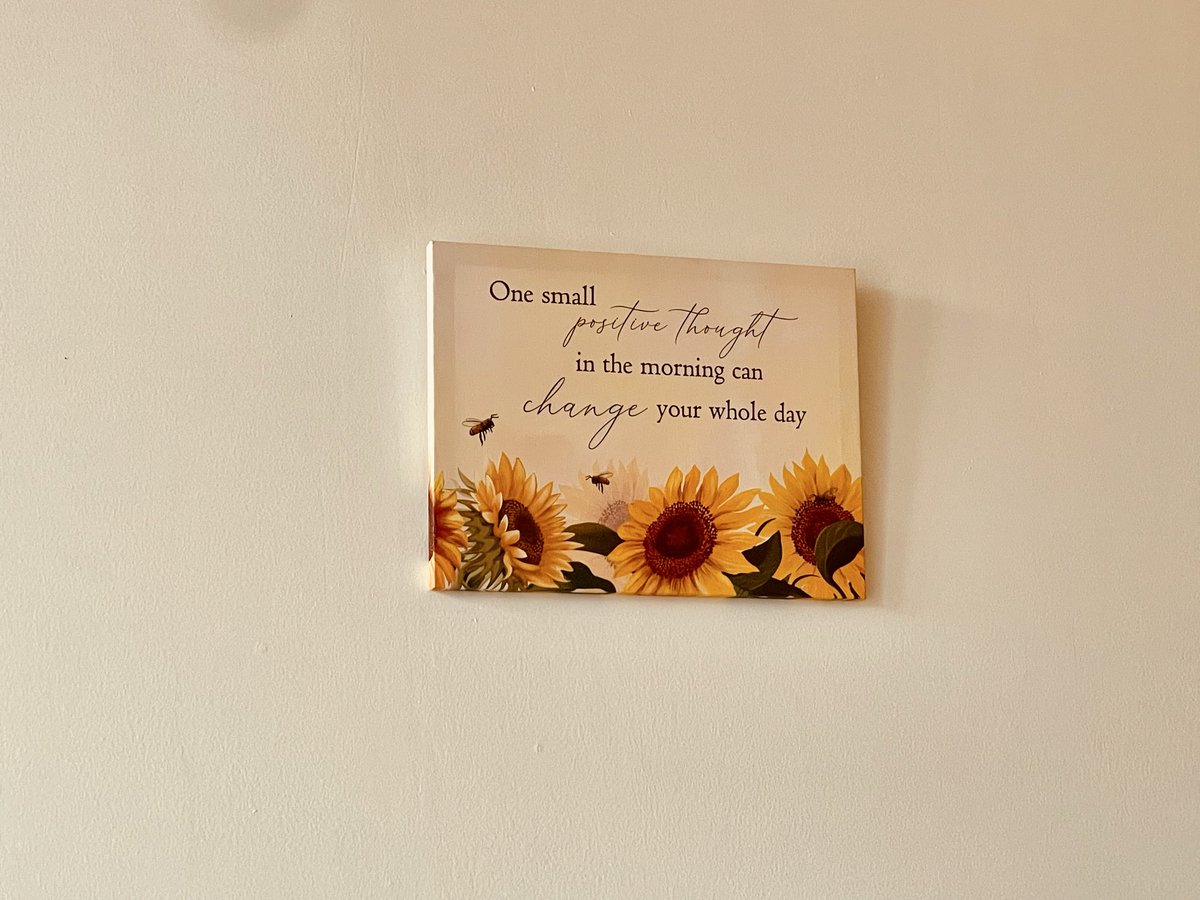 One small
positive thought
in the morning can
change your whole day